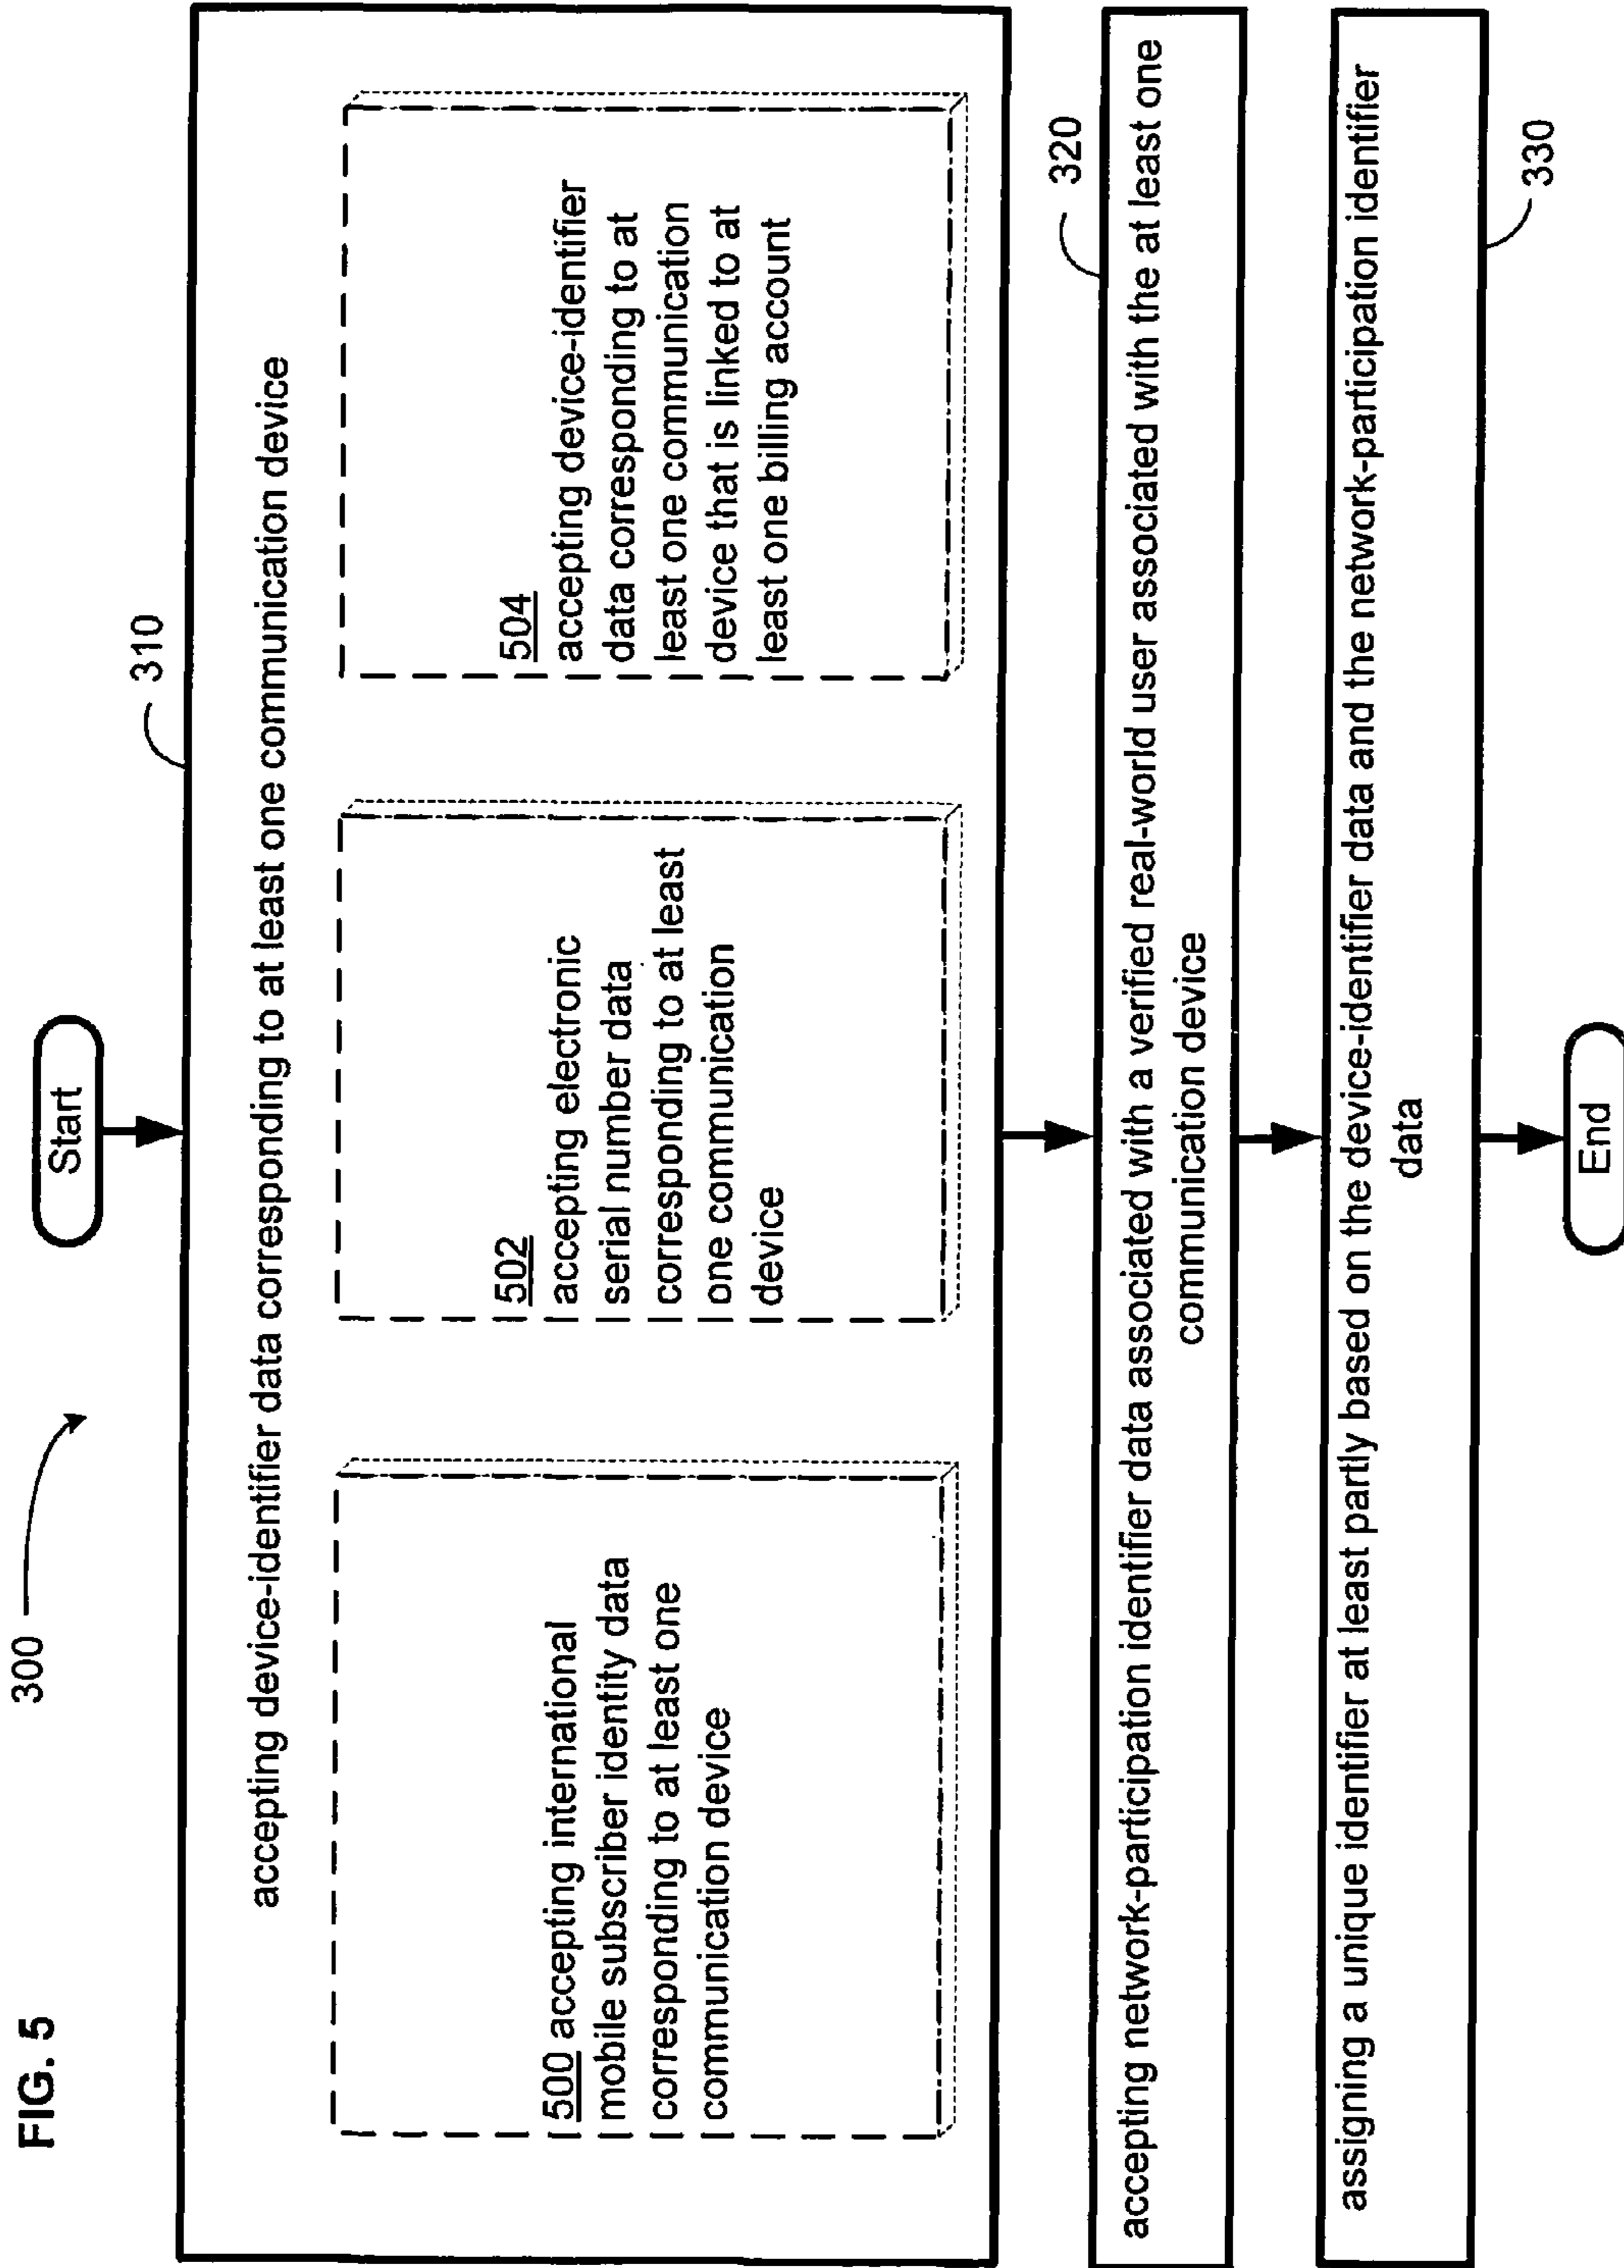 FIG. 5
300
Start
310
accepting device-identifier data corresponding to at least one communication device
500 accepting international
mobile subscriber identity data
corresponding to at least one
communication device
502
accepting electronic
serial number data
corresponding to at least
one communication
device
504
accepting device-identifier
data corresponding to at
least one communication
device that is linked to at
least one billing account
320
accepting network-participation identifier data associated with a verified real-world user associated with the at least one
communication device
assigning a unique identifier at least partly based on the device-identifier data and the network-participation identifier
data
330
End